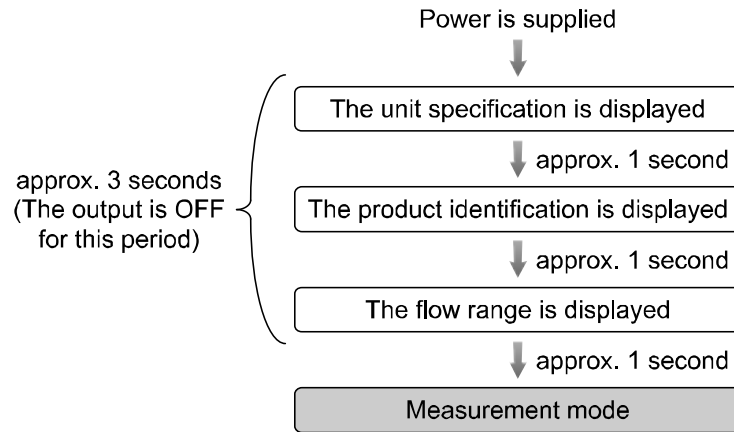 Power is supplied
The unit specification is displayed
approx. 1 second
approx. 3 seconds
(The output is OFF
for this period)
The product identification is displayed
approx. 1 second
The flow range is displayed
approx. 1 second
Measurement mode